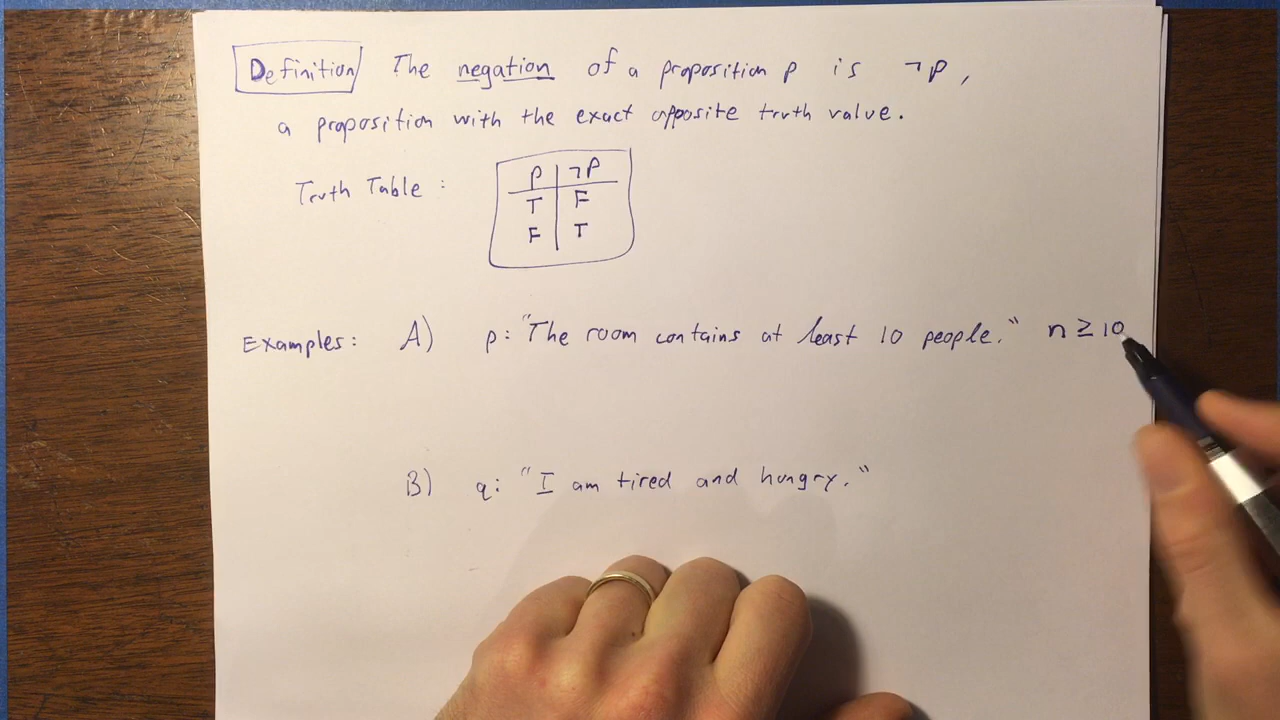 Definition The negation of a proposition p is ¬p,
a proposition with the exact opposite truth value.
Truth Table:
p ¬p
T F
F T
Examples: A) p: "The room contains at least 10 people." n ≥ 10
B) q: "I am tired and hungry."